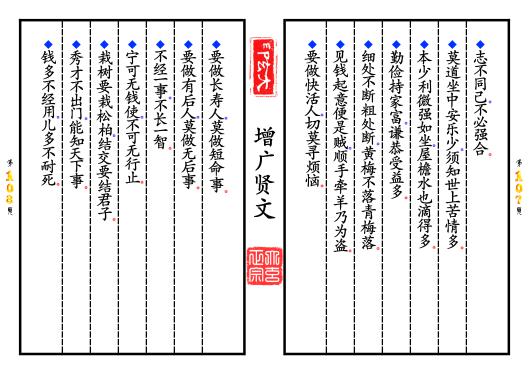 志不同己不必强合。
莫道坐中安乐少须知世上苦情多。
本少利微强如坐屋檐水也滴得多。
勤俭持家富谦恭受益多。
细处不断粗处断黄梅不落青梅落。
见钱起意便是贼顺手牵羊乃为盗。
要做快活人切莫寻烦恼。
增广贤文
要做长寿人莫做短命事。
要做有后人莫做无后事。
不经一事不长一智。
宁可无钱使不可无行止。
栽树要栽松柏结交要结君子。
秀才不出门能知天下事。
钱多不经用儿多不耐死。
第107页
第108页